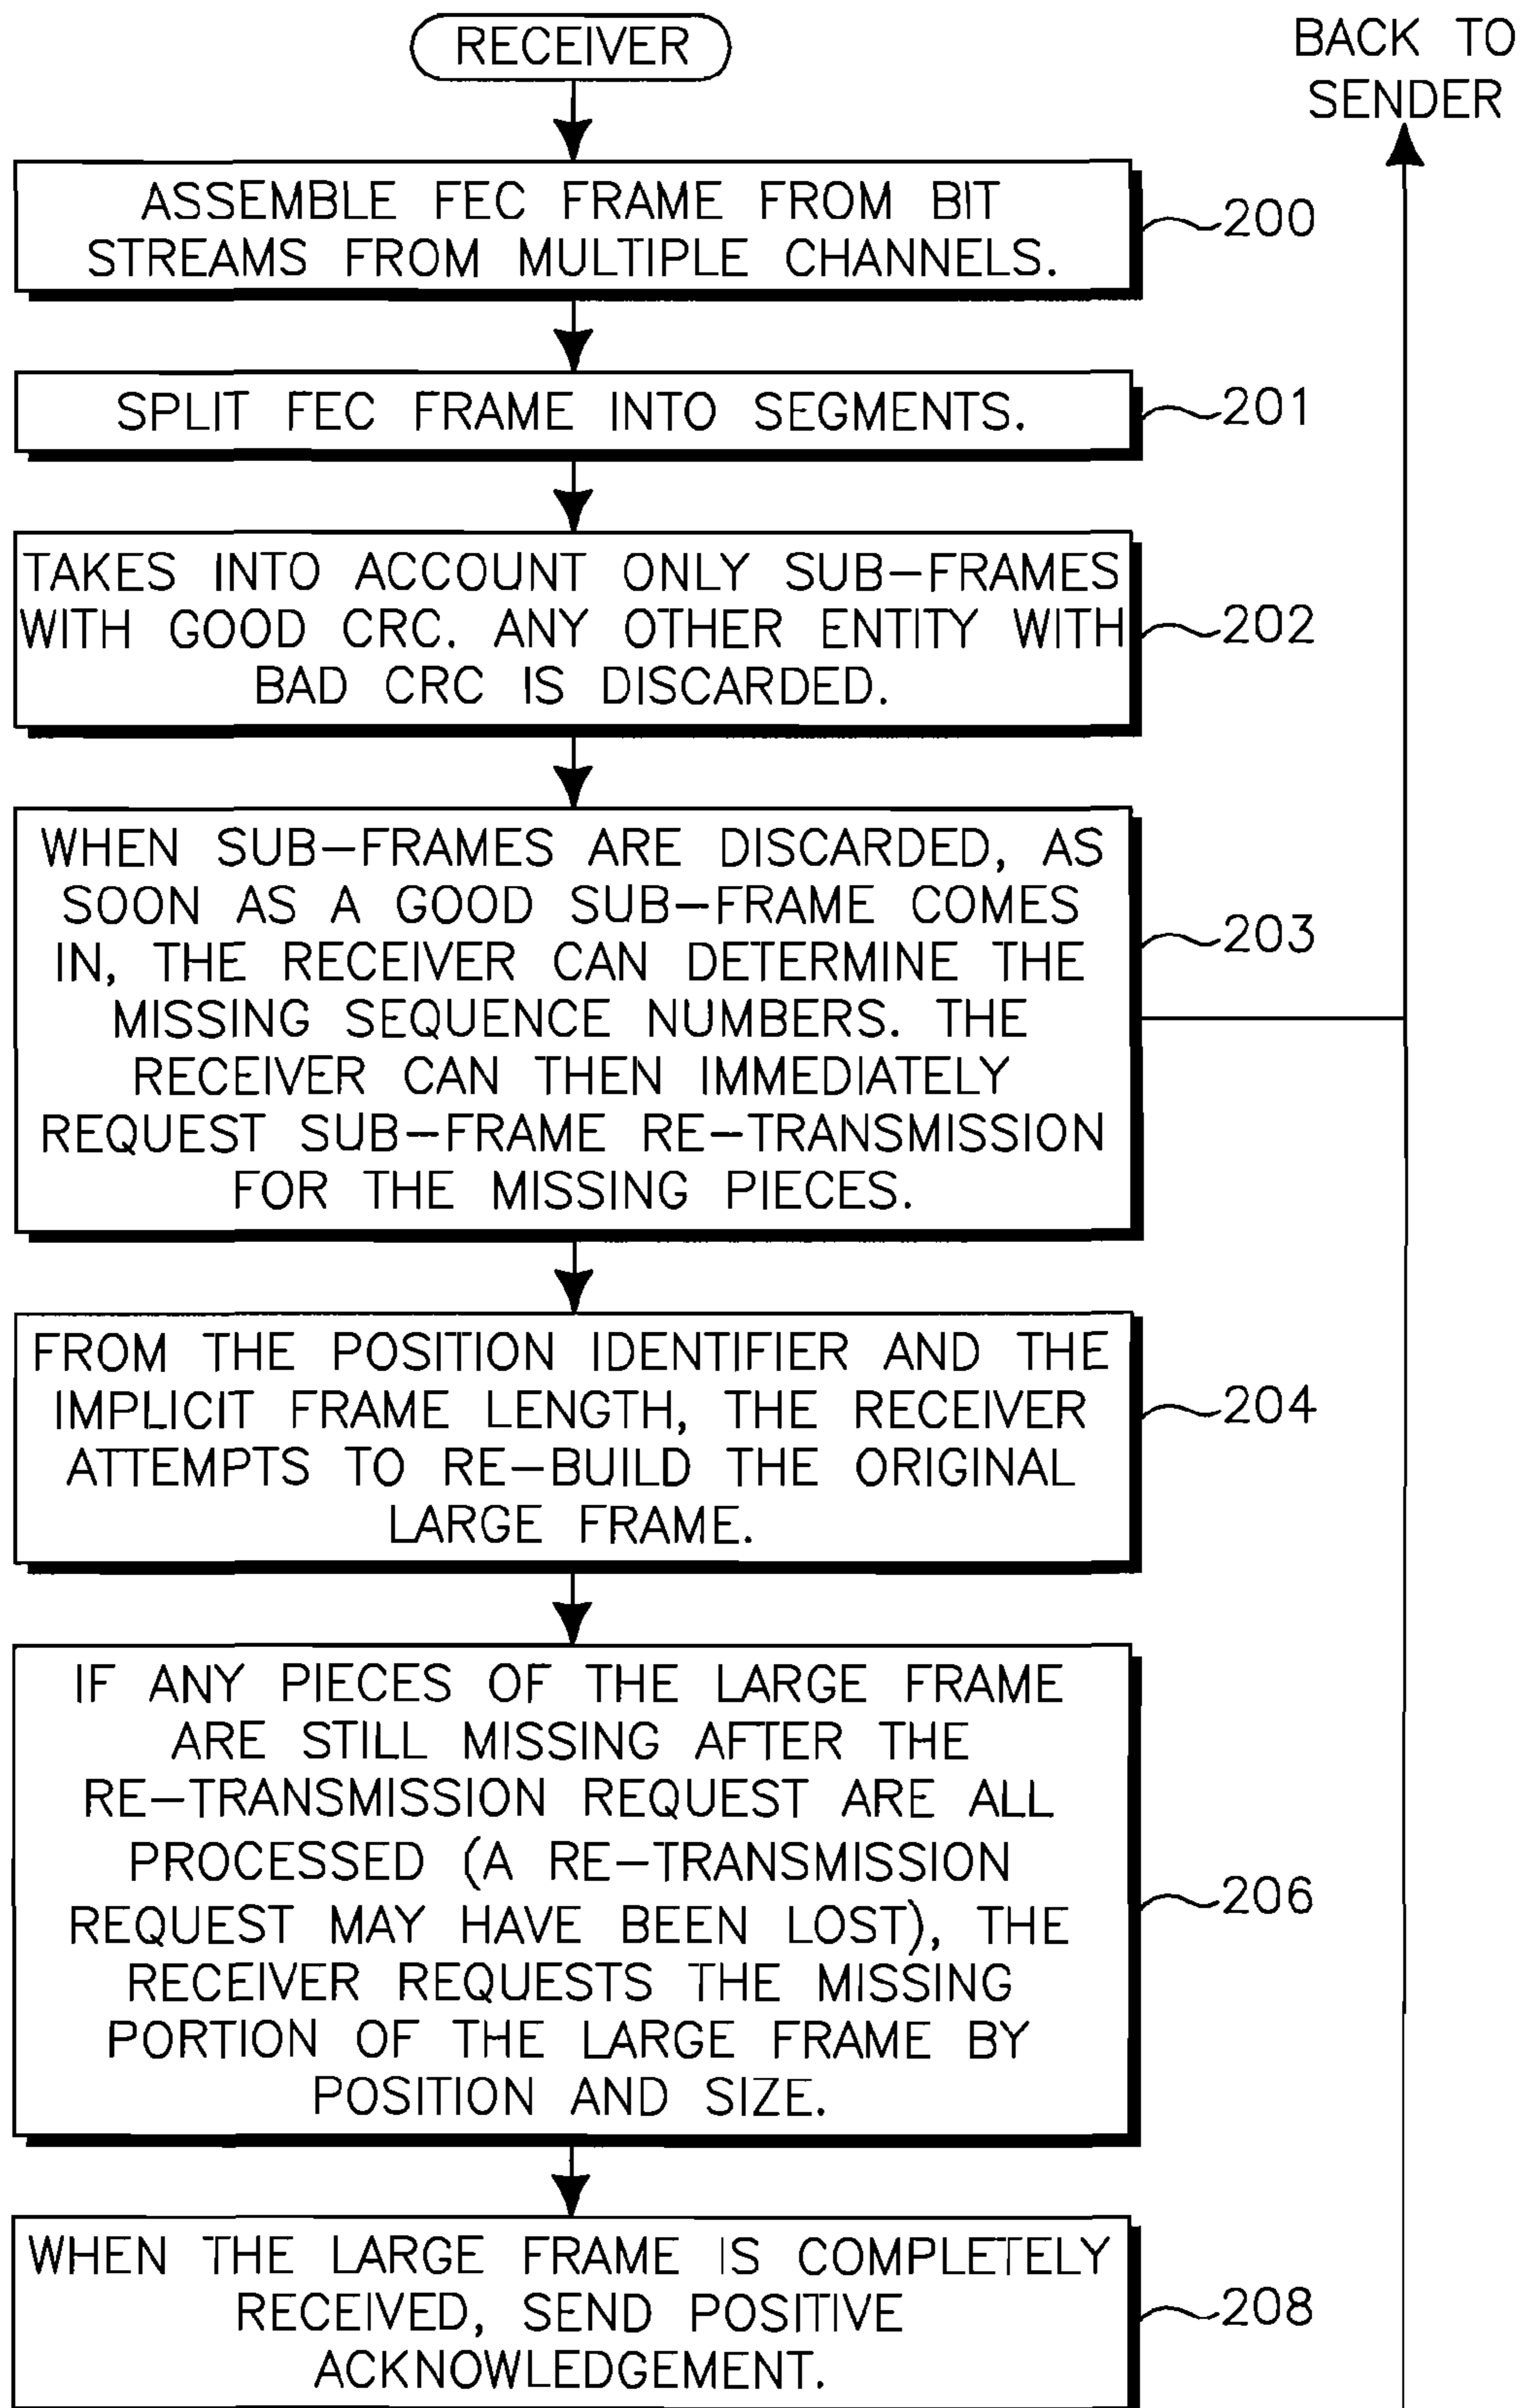 RECEIVER
BACK TO
SENDER
ASSEMBLE FEC FRAME FROM BIT
STREAMS FROM MULTIPLE CHANNELS.
200
SPLIT FEC FRAME INTO SEGMENTS.
201
TAKES INTO ACCOUNT ONLY SUB-FRAMES
WITH GOOD CRC. ANY OTHER ENTITY WITH
BAD CRC IS DISCARDED.
202
WHEN SUB-FRAMES ARE DISCARDED, AS
SOON AS A GOOD SUB-FRAME COMES
IN, THE RECEIVER CAN DETERMINE THE
MISSING SEQUENCE NUMBERS. THE
RECEIVER CAN THEN IMMEDIATELY
REQUEST SUB-FRAME RE-TRANSMISSION
FOR THE MISSING PIECES.
203
FROM THE POSITION IDENTIFIER AND THE
IMPLICIT FRAME LENGTH, THE RECEIVER
ATTEMPTS TO RE-BUILD THE ORIGINAL
LARGE FRAME.
204
IF ANY PIECES OF THE LARGE FRAME
ARE STILL MISSING AFTER THE
RE-TRANSMISSION REQUEST ARE ALL
PROCESSED (A RE-TRANSMISSION
REQUEST MAY HAVE BEEN LOST), THE
RECEIVER REQUESTS THE MISSING
PORTION OF THE LARGE FRAME BY
POSITION AND SIZE.
206
WHEN THE LARGE FRAME IS COMPLETELY
RECEIVED, SEND POSITIVE
ACKNOWLEDGEMENT.
208